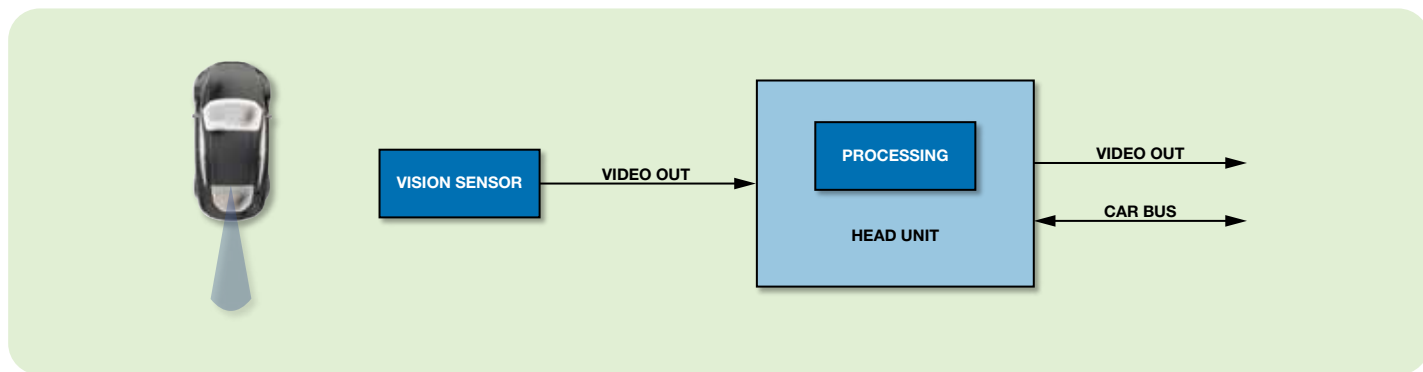 VISION SENSOR
VIDEO OUT
PROCESSING
HEAD UNIT
VIDEO OUT
CAR BUS